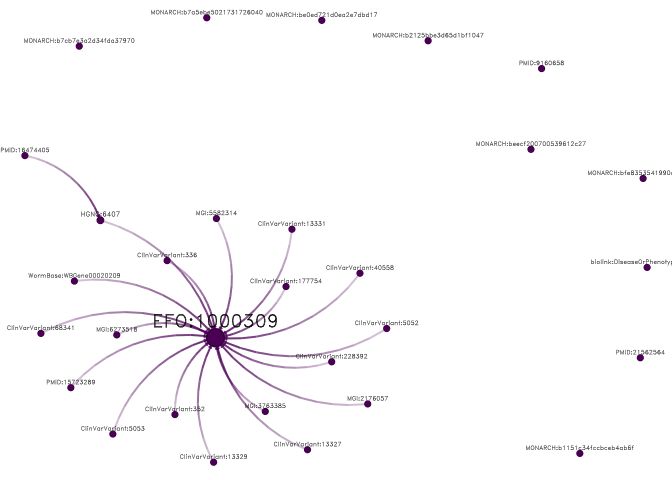 MONARCH:b7a5ebe5021731726040
MONARCH:be0ed721d0ea2e7dbd17
MONARCH:b7cb7e3a2d34fda37970
MONARCH:b2125bbe3d65d1bf1047
PMID:9160658
MONARCH:beecf200700539612c27
PMID:16474405
MONARCH:bfe8353541990
HGNC:6407
MGI:5582314
ClinVarVariant:13331
ClinVarVariant:336
biolink:DiseaseOrPhenotyp
WormBase:WBGene00020209
ClinVarVariant:40558
ClinVarVariant:177754
EFO:1000309
ClinVarVariant:5052
ClinVarVariant:68341
MGI:6273518
ClinVarVariant:228392
PMID:21562564
PMID:15723289
MGI:2176057
MGI:3763385
ClinVarVariant:352
ClinVarVariant:5053
ClinVarVariant:13327
MONARCH:b1151c34fccbceb4ab6f
ClinVarVariant:13329